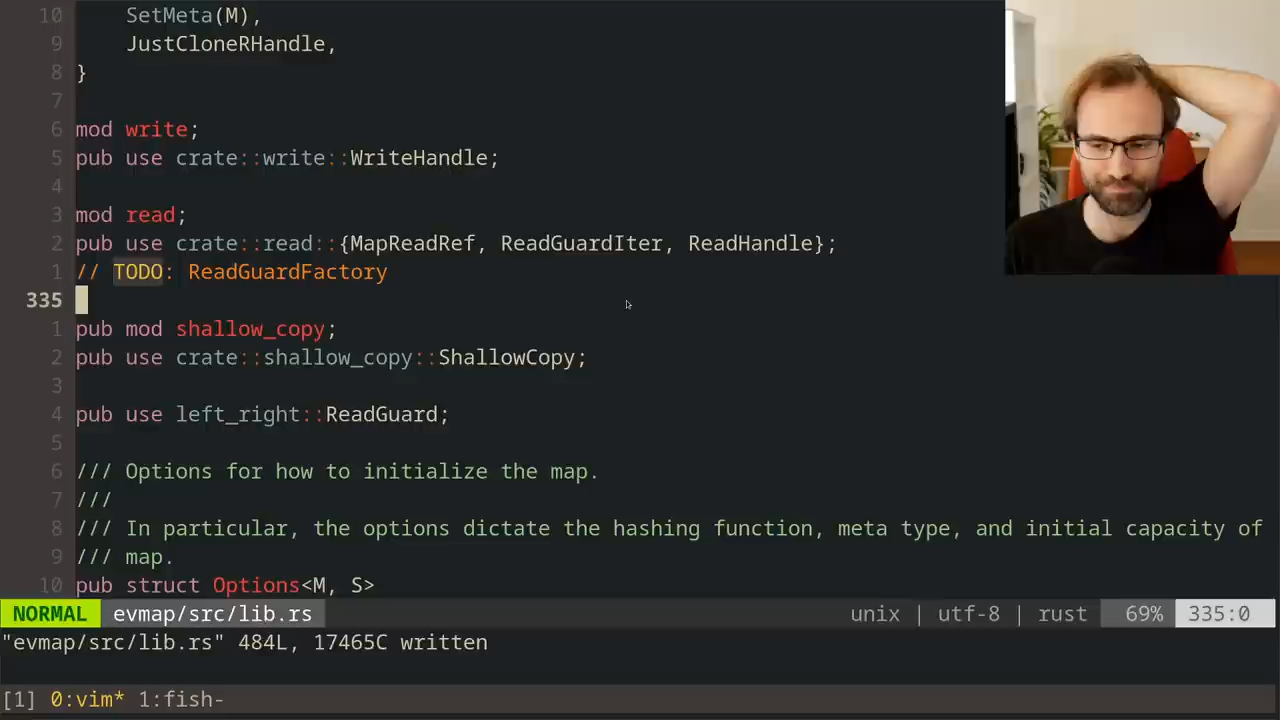 10     SetMeta(M),
9     JustCloneRHandle,
8 }
7
6 mod write;
5 pub use crate::write::WriteHandle;
4
3 mod read;
2 pub use crate::read::{MapReadRef, ReadGuardIter, ReadHandle};
1 // TODO: ReadGuardFactory
335
1 pub mod shallow_copy;
2 pub use crate::shallow_copy::ShallowCopy;
3
4 pub use left_right::ReadGuard;
5
6 /// Options for how to initialize the map.
7 ///
8 /// In particular, the options dictate the hashing function, meta type, and initial capacity of
9 /// map.
10 pub struct Options<M, S>
NORMAL evmap/src/lib.rs unix | utf-8 | rust 69% 335:0
"evmap/src/lib.rs" 484L, 17465C written
[1] 0:vim* 1:fish-